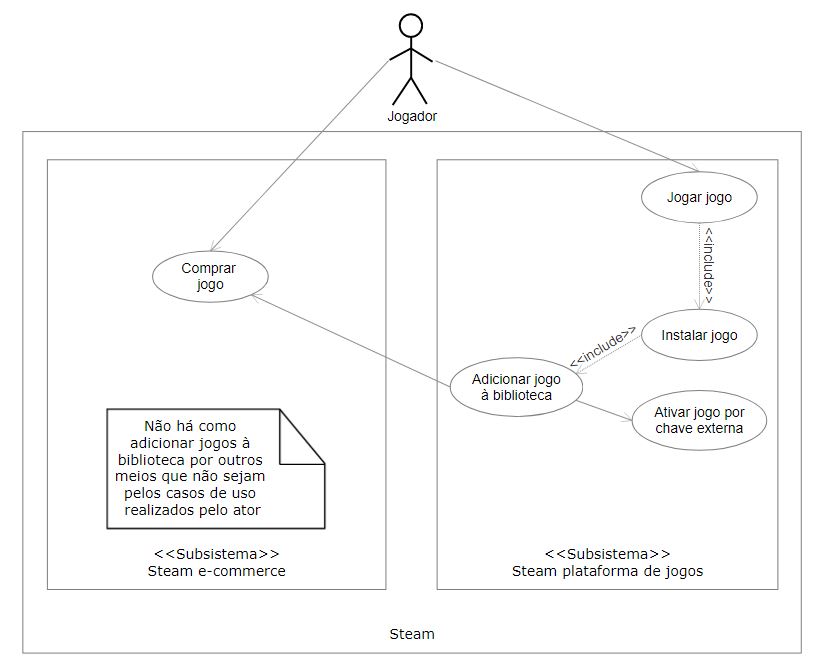 Jogador
Jogar jogo
<<include>>
Comprar
jogo
Instalar jogo
<<include>>
Adicionar jogo
à biblioteca
Ativar jogo por
chave externa
Não há como
adicionar jogos à
biblioteca por outros
meios que não sejam
pelos casos de uso
realizados pelo ator
<<Subsistema>>
Steam e-commerce
<<Subsistema>>
Steam plataforma de jogos
Steam